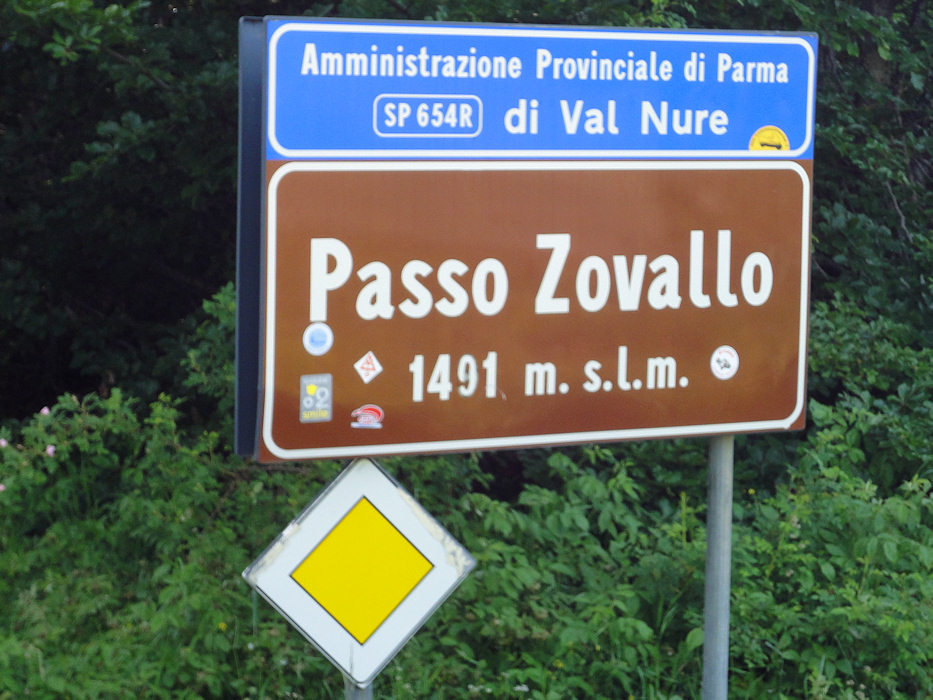 Amministrazione Provinciale di Parma
SP 654R di Val Nure
Passo Zovallo
1491 m. s.l.m.